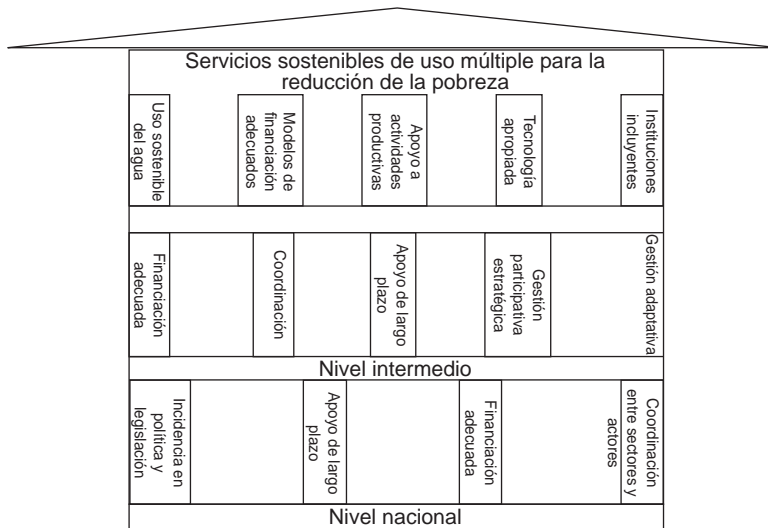 Servicios sostenibles de uso múltiple para la
reducción de la pobreza
Uso sostenible
del agua
Modelos de
financiación
adecuados
Apoyo a
actividades
productivas
Tecnología
apropiada
Instituciones
incluyentes
Financiación
adecuada
Coordinación
Apoyo de largo
plazo
Gestión
participativa
estratégica
Gestión adaptativa
Nivel intermedio
Incidencia en
política y
legislación
Apoyo de largo
plazo
Financiación
adecuada
Coordinación
entre sectores y
actores
Nivel nacional